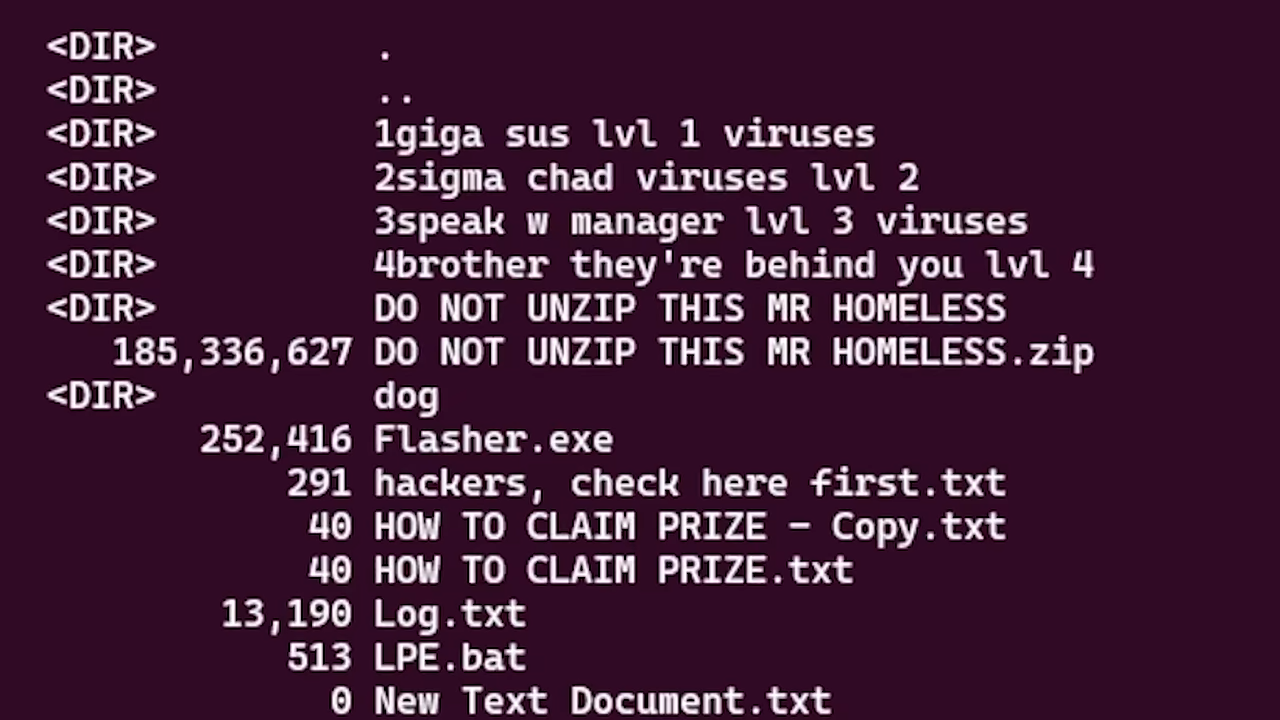 <DIR> .
<DIR> ..
<DIR> 1giga sus lvl 1 viruses
<DIR> 2sigma chad viruses lvl 2
<DIR> 3speak w manager lvl 3 viruses
<DIR> 4brother they're behind you lvl 4
<DIR> DO NOT UNZIP THIS MR HOMELESS
185,336,627 DO NOT UNZIP THIS MR HOMELESS.zip
<DIR> dog
252,416 Flasher.exe
291 hackers, check here first.txt
40 HOW TO CLAIM PRIZE - Copy.txt
40 HOW TO CLAIM PRIZE.txt
13,190 Log.txt
513 LPE.bat
0 New Text Document.txt